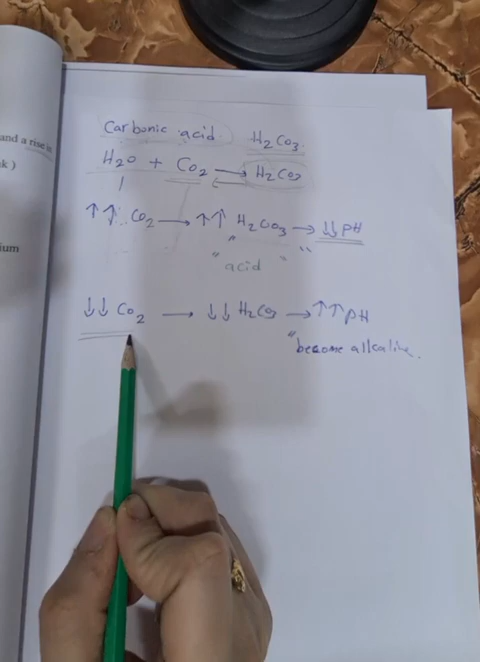 and a rise in
k )
ium
Carbonic acid H2CO3.
H2O + CO2 → H2CO3
↑↑ CO2 → ↑↑ H2CO3 → ↓↓ PH
"acid"
↓↓ CO2 → ↓↓ H2CO3 → ↑↑ PH
"become alkaline.